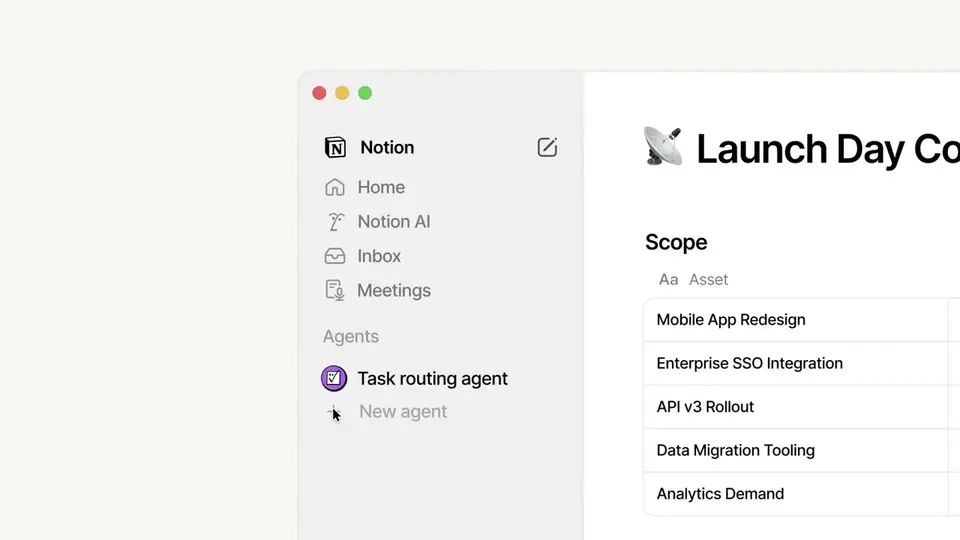 Notion
Home
Notion AI
Inbox
Meetings
Agents
Task routing agent
New agent
Launch Day Co
Scope
Aa Asset
Mobile App Redesign
Enterprise SSO Integration
API v3 Rollout
Data Migration Tooling
Analytics Demand